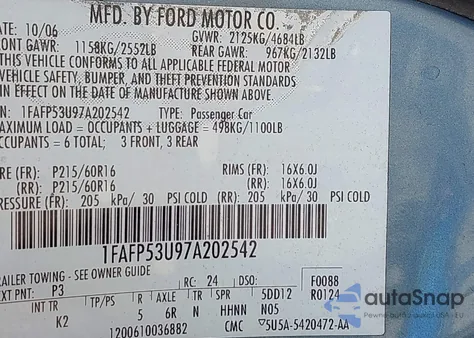 MFD. BY FORD MOTOR CO.
DATE: 10/06 GVWR: 2125KG/4684LB
FRONT GAWR: 1158KG/2552LB REAR GAWR: 967KG/2132LB
THIS VEHICLE CONFORMS TO ALL APPLICABLE FEDERAL MOTOR
VEHICLE SAFETY, BUMPER, AND THEFT PREVENTION STANDARDS
IN EFFECT ON THE DATE OF MANUFACTURE SHOWN ABOVE.
1FAFP53U97A202542 TYPE: Passenger Car
MAXIMUM LOAD = OCCUPANTS + LUGGAGE = 498KG/1100LB
OCCUPANTS = 6 TOTAL; 3 FRONT, 3 REAR
(FR): P215/60R16 RIMS (FR): 16X6.0J
(RR): P215/60R16 (RR): 16X6.0J
PRESSURE (FR): 205 kPa/ 30 PSI COLD (RR): 205 kPa/ 30 PSI COLD
1FAFP53U97A202542
TRAILER TOWING - SEE OWNER GUIDE
EXT PNT: P3 RC: 24 DSO: F0088
INT TR TP/PS R AXLE TR SPR 5DD12 R0124
K2 5 6R N HHNN N05
1200610036882 CMC 5U5A-5420472-AA
autoSnap